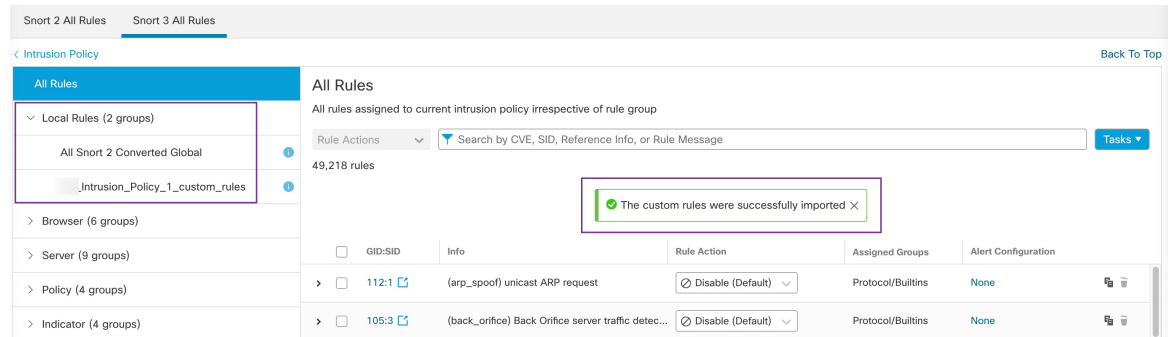 Snort 2 All Rules Snort 3 All Rules
< Intrusion Policy Back To Top
All Rules
Local Rules (2 groups)
All Snort 2 Converted Global
_Intrusion_Policy_1_custom_rules
Browser (6 groups)
Server (9 groups)
Policy (4 groups)
Indicator (4 groups)
All Rules
All rules assigned to current intrusion policy irrespective of rule group
Rule Actions Search by CVE, SID, Reference Info, or Rule Message Tasks
49,218 rules
The custom rules were successfully imported ×
GID:SID Info Rule Action Assigned Groups Alert Configuration
112:1 (arp_spoof) unicast ARP request Disable (Default) Protocol/Builtins None
105:3 (back_orifice) Back Orifice server traffic detec... Disable (Default) Protocol/Builtins None